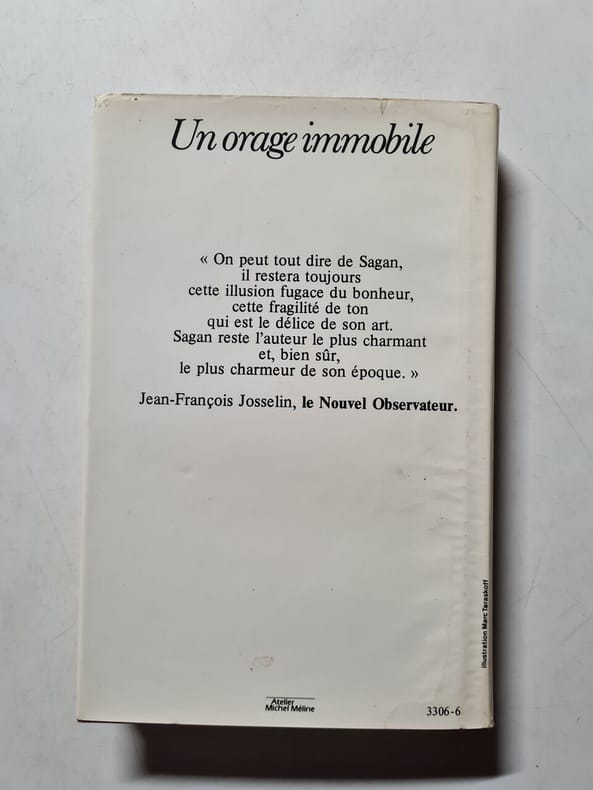 Un orage immobile
« On peut tout dire de Sagan,
il restera toujours
cette illusion fugace du bonheur,
cette fragilité de ton
qui est le délice de son art.
Sagan reste l'auteur le plus charmant
et, bien sûr,
le plus charmeur de son époque. »
Jean-François Josselin, le Nouvel Observateur.
illustration Marc Taraskoff
Atelier
Michel Méline
3306-6